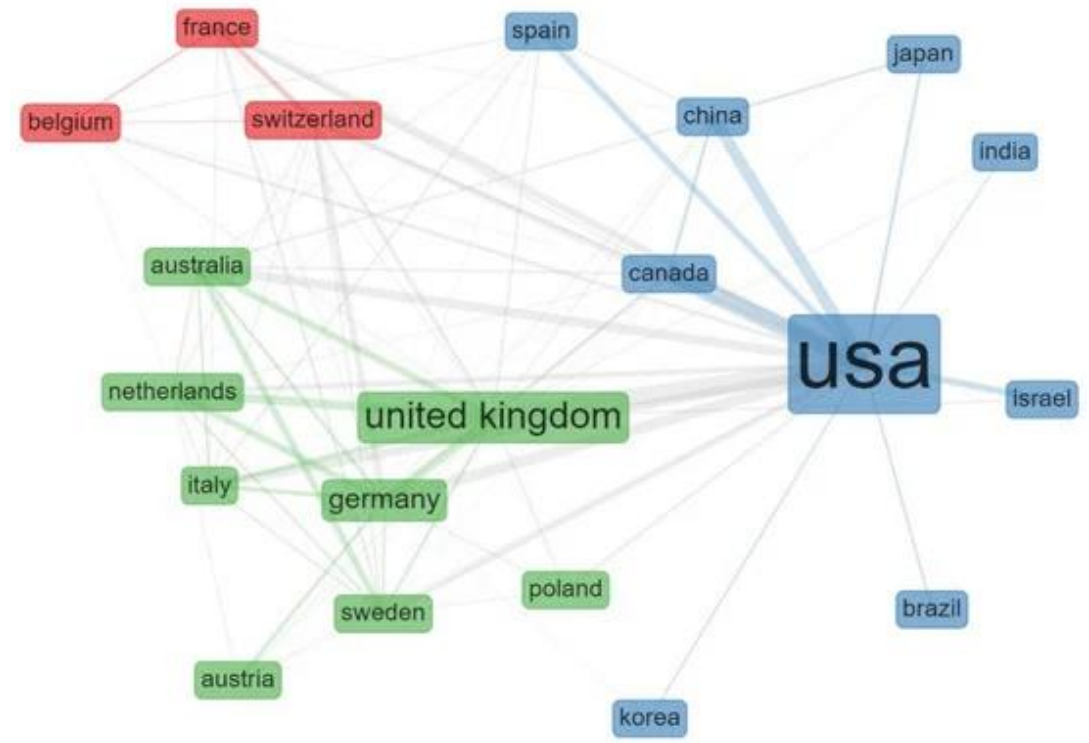 france
spain
japan
belgium
switzerland
china
india
australia
canada
usa
netherlands
israel
united kingdom
italy
germany
poland
sweden
brazil
austria
korea